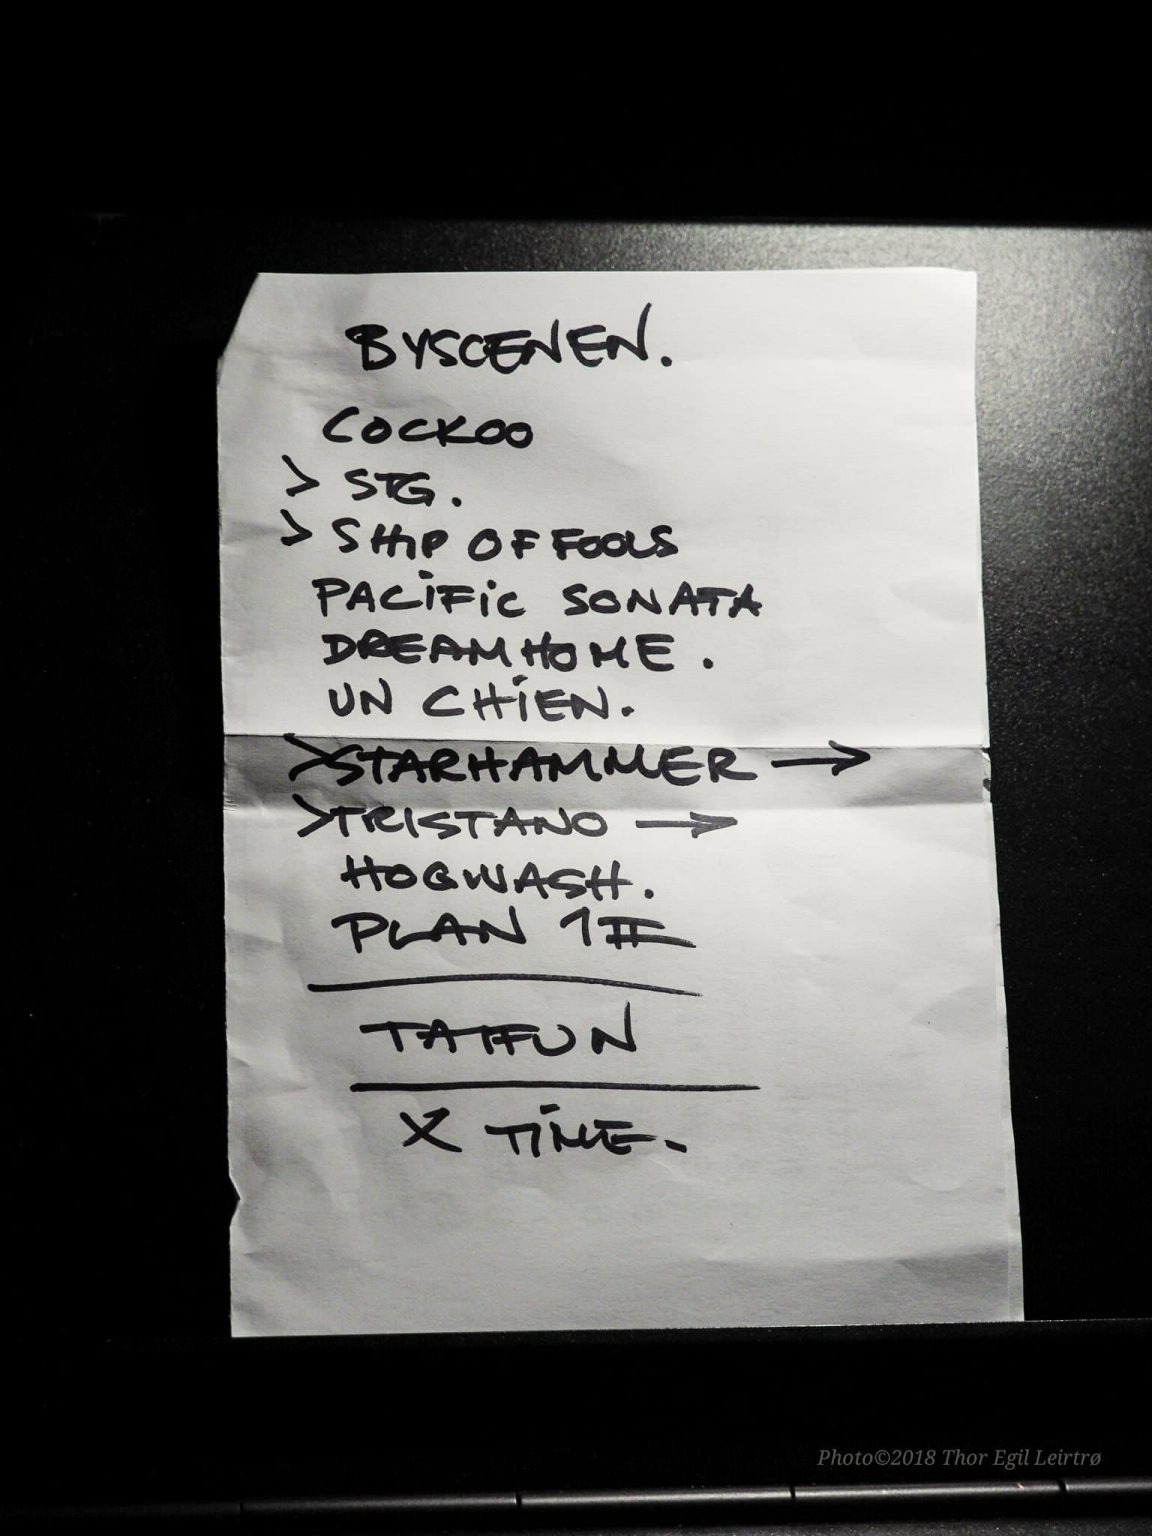 BYSCENEN.
COCKOO
> STG.
> SHIP OF FOOLS
PACIFIC SONATA
DREAMHOME.
UN CHIEN.
>STARHAMMER →
>TRISTANO →
HOGWASH.
PLAN 1#
TAIFUN
X TIME.
Photo©2018 Thor Egil Leirtrø